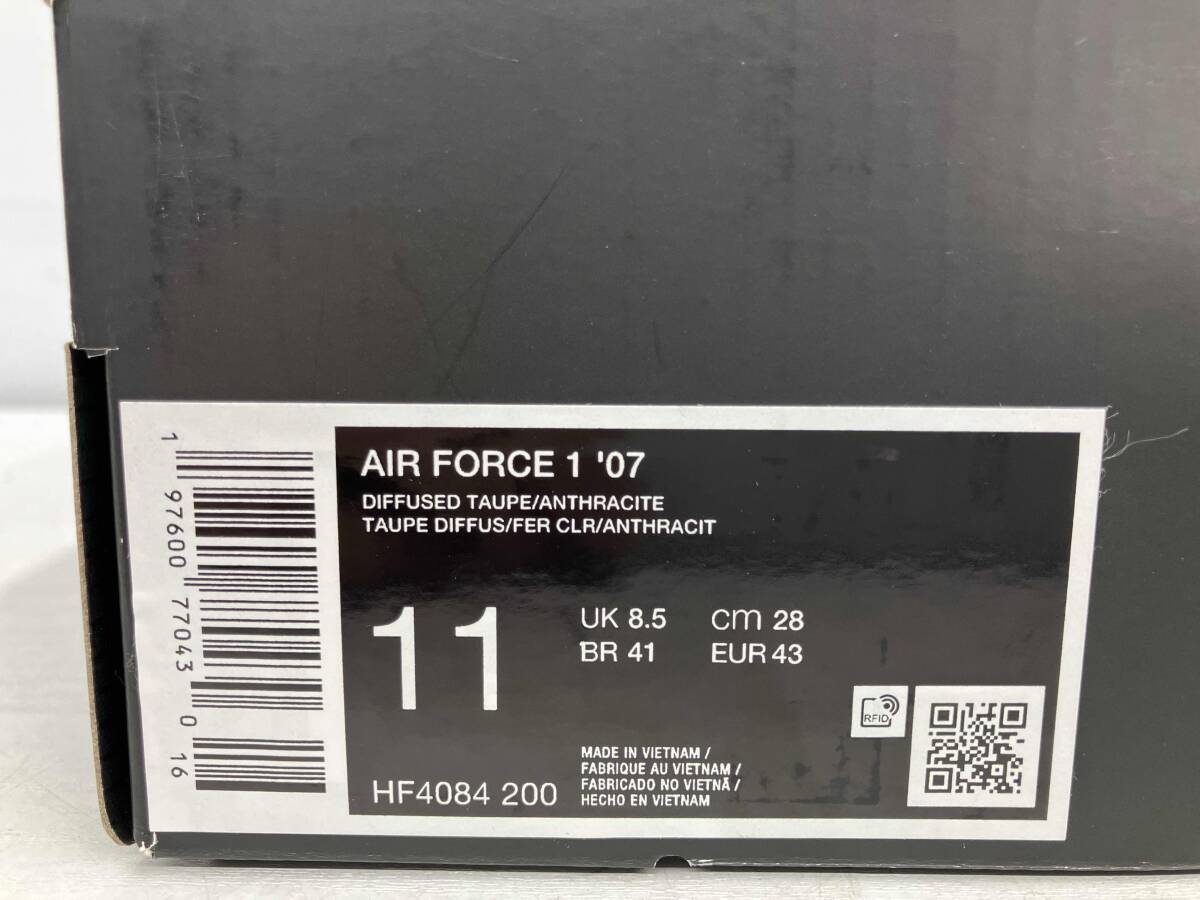 AIR FORCE 1 '07
DIFFUSED TAUPE/ANTHRACITE
TAUPE DIFFUS/FER CLR/ANTHRACIT
11
UK 8.5 cm 28
BR 41 EUR 43
RFID
MADE IN VIETNAM /
FABRIQUE AU VIETNAM /
FABRICADO NO VIETNÃ /
HECHO EN VIETNAM
HF4084 200
1 97600 77043 0 16